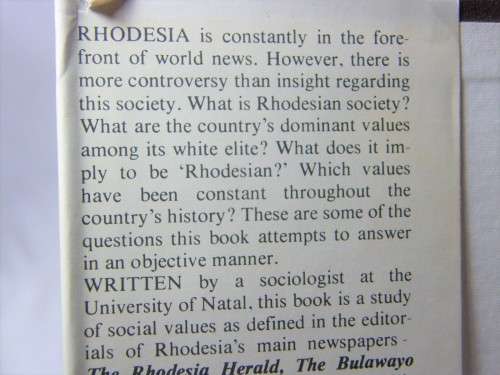 RHODESIA is constantly in the fore-
front of world news. However, there is
more controversy than insight regarding
this society. What is Rhodesian society?
What are the country's dominant values
among its white elite? What does it im-
ply to be 'Rhodesian?' Which values
have been constant throughout the
country's history? These are some of the
questions this book attempts to answer
in an objective manner.
WRITTEN by a sociologist at the
University of Natal, this book is a study
of social values as defined in the editor-
ials of Rhodesia's main newspapers -
The Rhodesia Herald, The Bulawayo